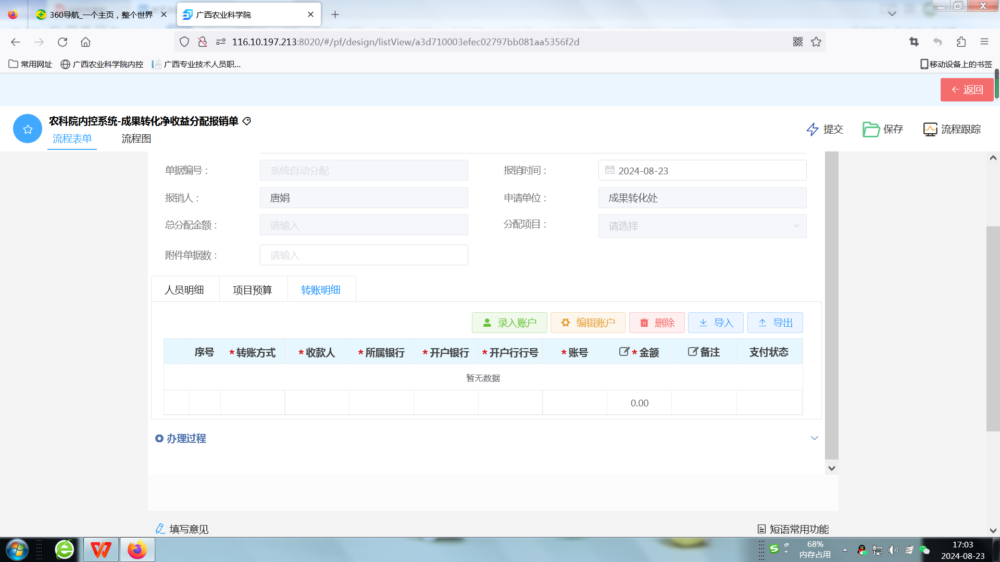 360导航_一个主页，整个世界
广西农业科学院
116.10.197.213:8020/#/pf/design/listView/a3d710003efec02797bb081aa5356f2d
常用网址
广西农业科学院内控
广西专业技术人员职...
移动设备上的书签
返回
农科院内控系统-成果转化净收益分配报销单
流程表单
流程图
提交
保存
流程跟踪
单据编号：
系统自动分配
报销时间：
2024-08-23
报销人：
唐娟
申请单位：
成果转化处
总分配金额：
请输入
分配项目：
请选择
附件单据数：
请输入
人员明细
项目预算
转账明细
录入账户
编辑账户
删除
导入
导出
序号
*转账方式
*收款人
*所属银行
*开户银行
*开户行行号
*账号
*金额
备注
支付状态
暂无数据
0.00
办理过程
填写意见
短语常用功能
68%
内存占用
17:03
2024-08-23